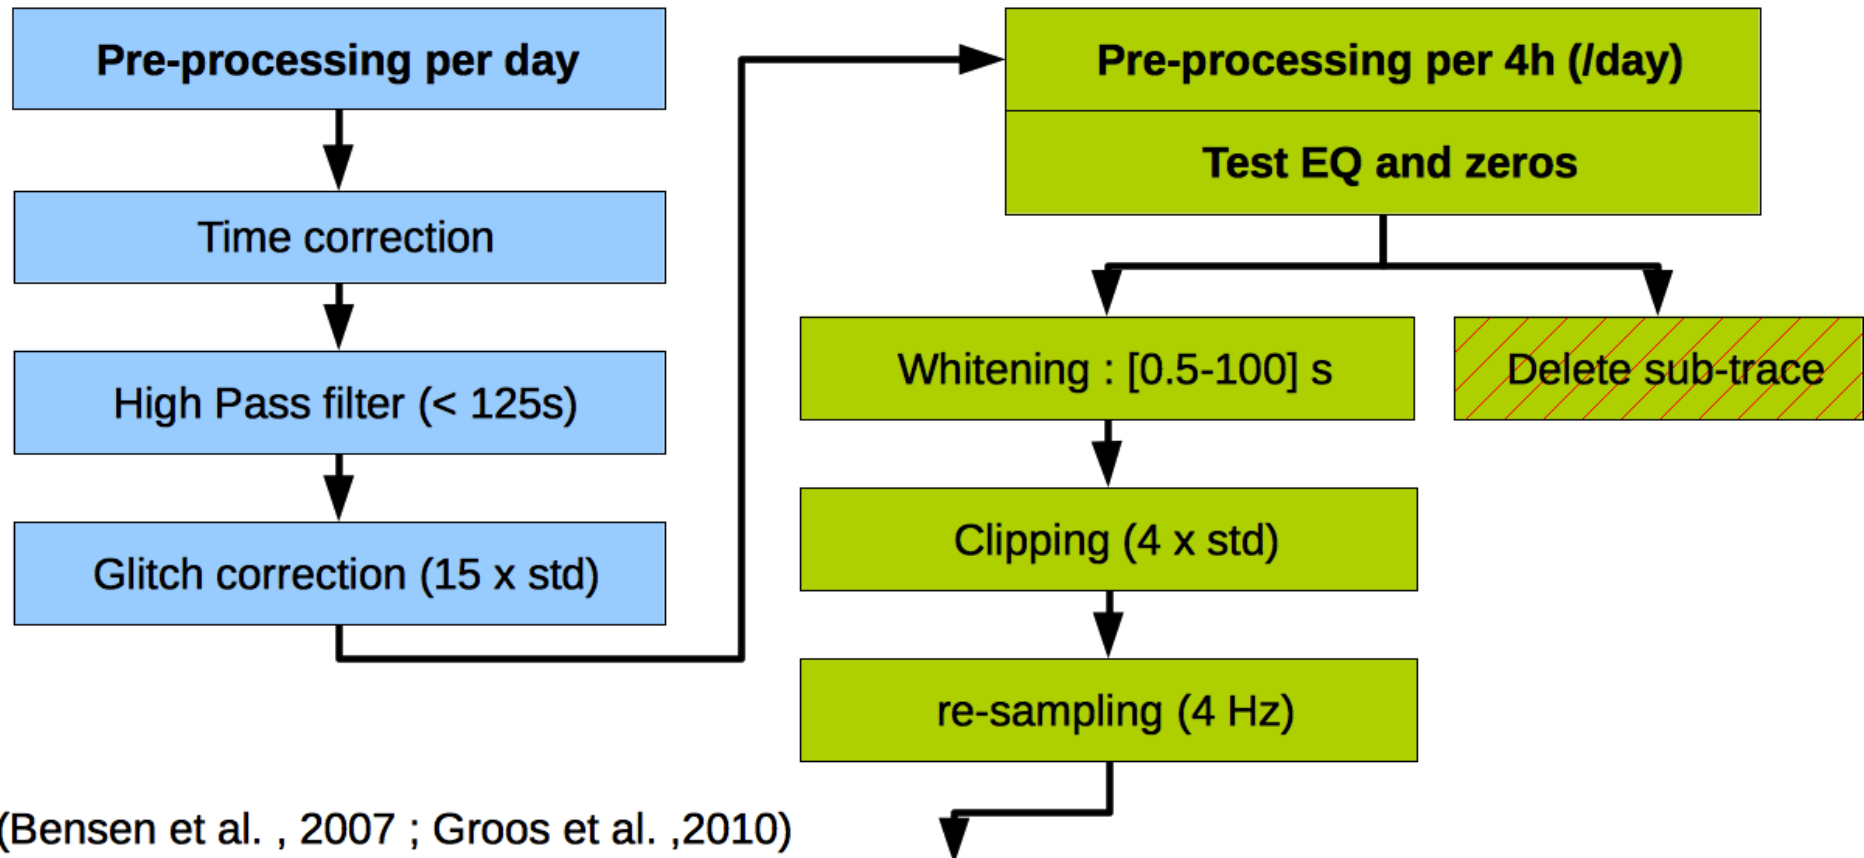 Pre-processing per day
Time correction
High Pass filter (< 125s)
Glitch correction (15 x std)
Pre-processing per 4h (/day)
Test EQ and zeros
Whitening : [0.5-100] s
Delete sub-trace
Clipping (4 x std)
re-sampling (4 Hz)
(Bensen et al. , 2007 ; Groos et al. ,2010)